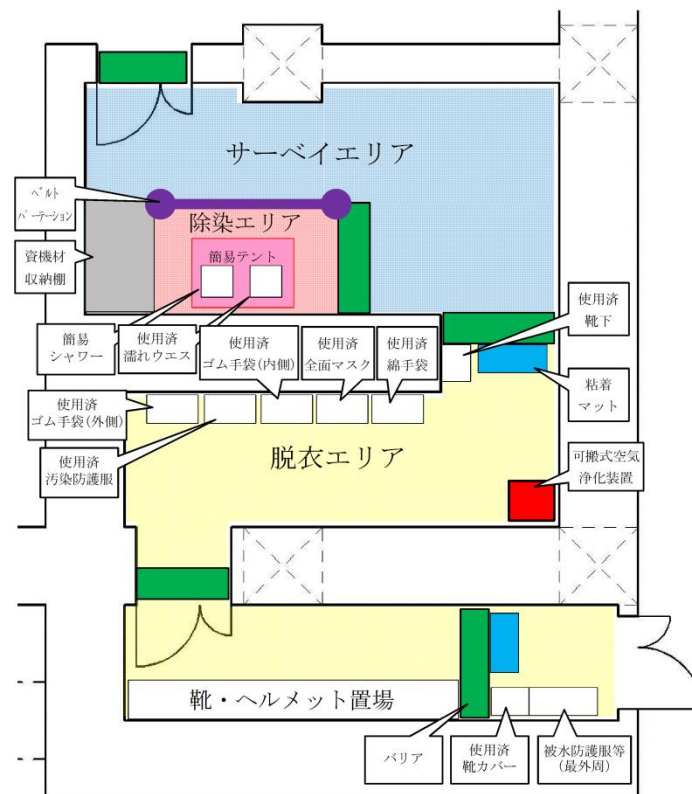 サーベイエリア
ベルト
パーテーション
除染エリア
資機材
収納棚
簡易テント
簡易
シャワー
使用済
濡れウエス
使用済
ゴム手袋(内側)
使用済
全面マスク
使用済
綿手袋
使用済
靴下
粘着
マット
使用済
ゴム手袋(外側)
使用済
汚染防護服
脱衣エリア
可搬式空気
浄化装置
靴・ヘルメット置場
バリア
使用済
靴カバー
被水防護服等
(最外周)